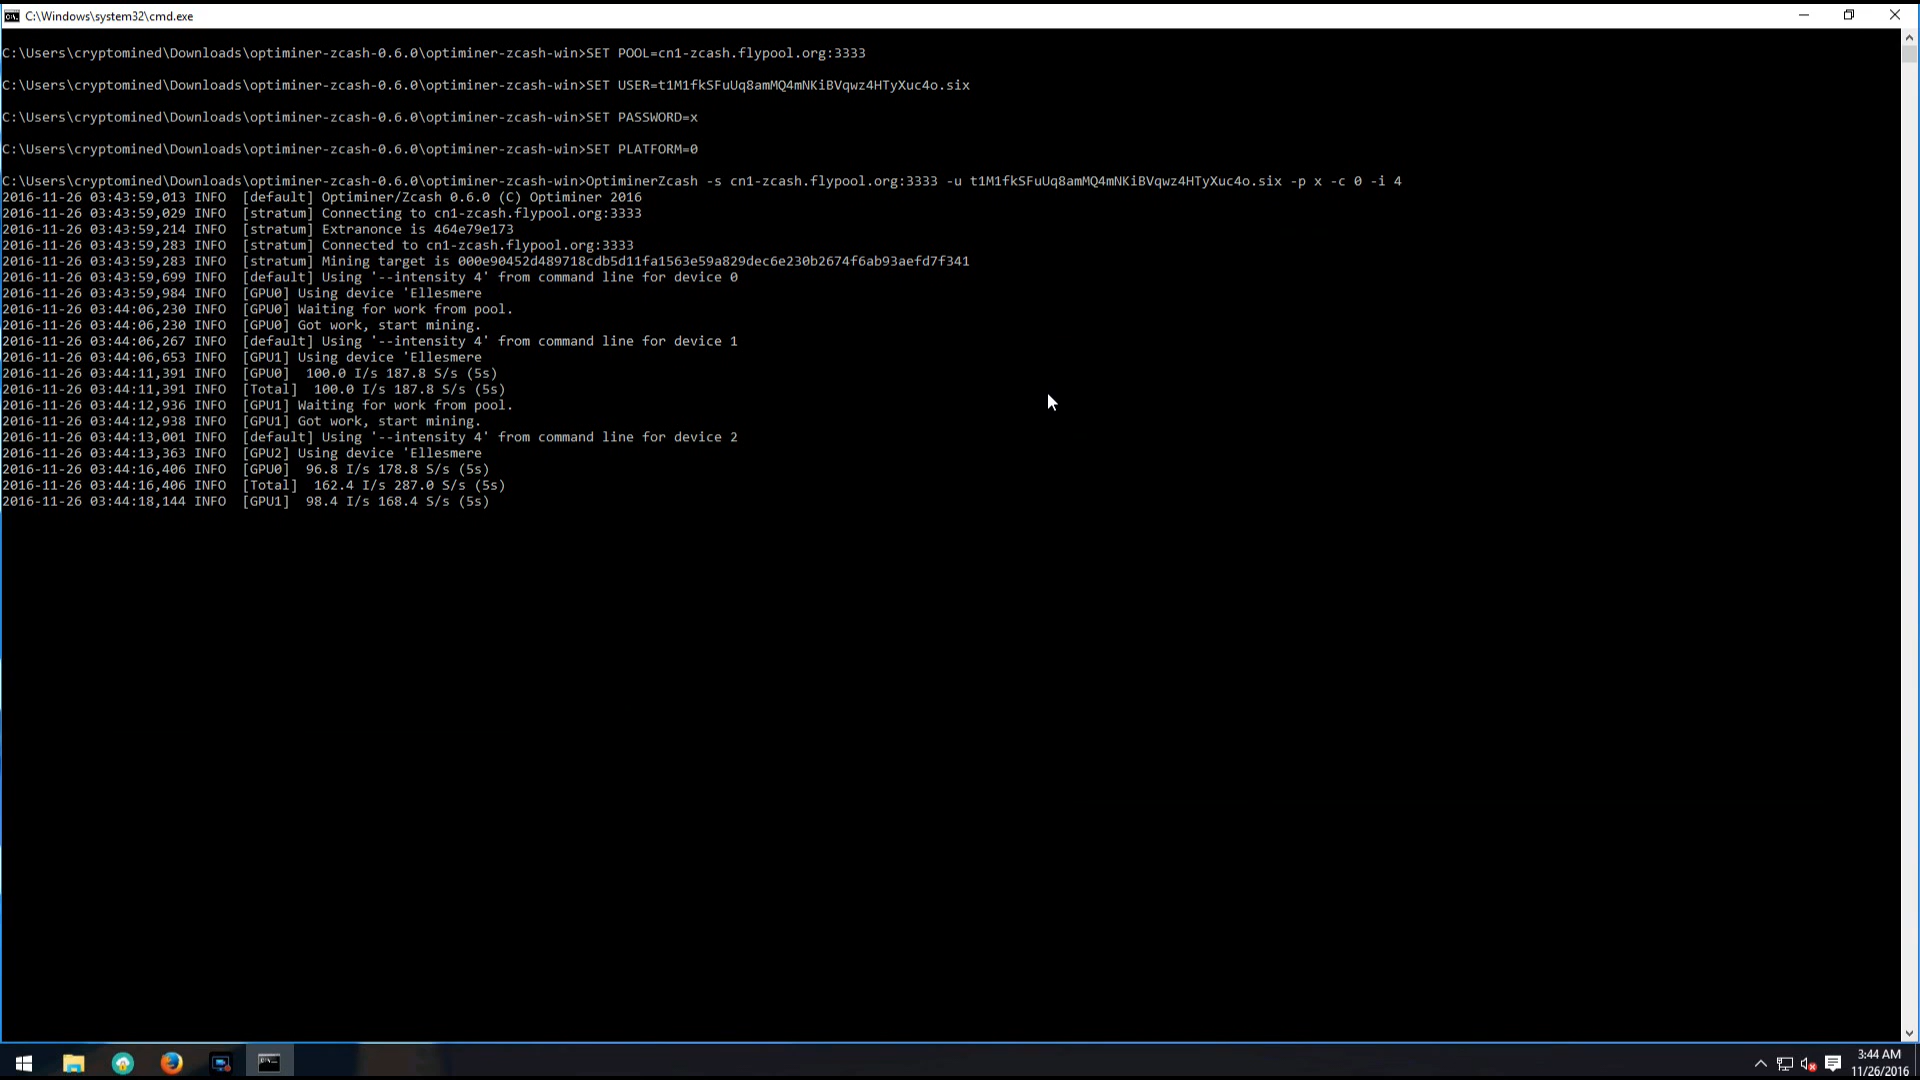 C:\Windows\system32\cmd.exe
C:\Users\cryptomined\Downloads\optiminer-zcash-0.6.0\optiminer-zcash-win>SET POOL=cn1-zcash.flypool.org:3333
C:\Users\cryptomined\Downloads\optiminer-zcash-0.6.0\optiminer-zcash-win>SET USER=t1M1fkSFuUq8amMQ4mNKiBVqwz4HTyXuc4o.six
C:\Users\cryptomined\Downloads\optiminer-zcash-0.6.0\optiminer-zcash-win>SET PASSWORD=x
C:\Users\cryptomined\Downloads\optiminer-zcash-0.6.0\optiminer-zcash-win>SET PLATFORM=0
C:\Users\cryptomined\Downloads\optiminer-zcash-0.6.0\optiminer-zcash-win>OptiminerZcash -s cn1-zcash.flypool.org:3333 -u t1M1fkSFuUq8amMQ4mNKiBVqwz4HTyXuc4o.six -p x -c 0 -i 4
2016-11-26 03:43:59,013 INFO  [default] Optiminer/Zcash 0.6.0 (C) Optiminer 2016
2016-11-26 03:43:59,029 INFO  [stratum] Connecting to cn1-zcash.flypool.org:3333
2016-11-26 03:43:59,214 INFO  [stratum] Extranonce is 464e79e173
2016-11-26 03:43:59,283 INFO  [stratum] Connected to cn1-zcash.flypool.org:3333
2016-11-26 03:43:59,283 INFO  [stratum] Mining target is 000e90452d489718cdb5d11fa1563e59a829dec6e230b2674f6ab93aefd7f341
2016-11-26 03:43:59,699 INFO  [default] Using '--intensity 4' from command line for device 0
2016-11-26 03:43:59,984 INFO  [GPU0] Using device 'Ellesmere
2016-11-26 03:44:06,230 INFO  [GPU0] Waiting for work from pool.
2016-11-26 03:44:06,230 INFO  [GPU0] Got work, start mining.
2016-11-26 03:44:06,267 INFO  [default] Using '--intensity 4' from command line for device 1
2016-11-26 03:44:06,653 INFO  [GPU1] Using device 'Ellesmere
2016-11-26 03:44:11,391 INFO  [GPU0]  100.0 I/s 187.8 S/s (5s)
2016-11-26 03:44:11,391 INFO  [Total]  100.0 I/s 187.8 S/s (5s)
2016-11-26 03:44:12,936 INFO  [GPU1] Waiting for work from pool.
2016-11-26 03:44:12,938 INFO  [GPU1] Got work, start mining.
2016-11-26 03:44:13,001 INFO  [default] Using '--intensity 4' from command line for device 2
2016-11-26 03:44:13,363 INFO  [GPU2] Using device 'Ellesmere
2016-11-26 03:44:16,406 INFO  [GPU0]  96.8 I/s 178.8 S/s (5s)
2016-11-26 03:44:16,406 INFO  [Total]  162.4 I/s 287.0 S/s (5s)
2016-11-26 03:44:18,144 INFO  [GPU1]  98.4 I/s 168.4 S/s (5s)
3:44 AM
11/26/2016